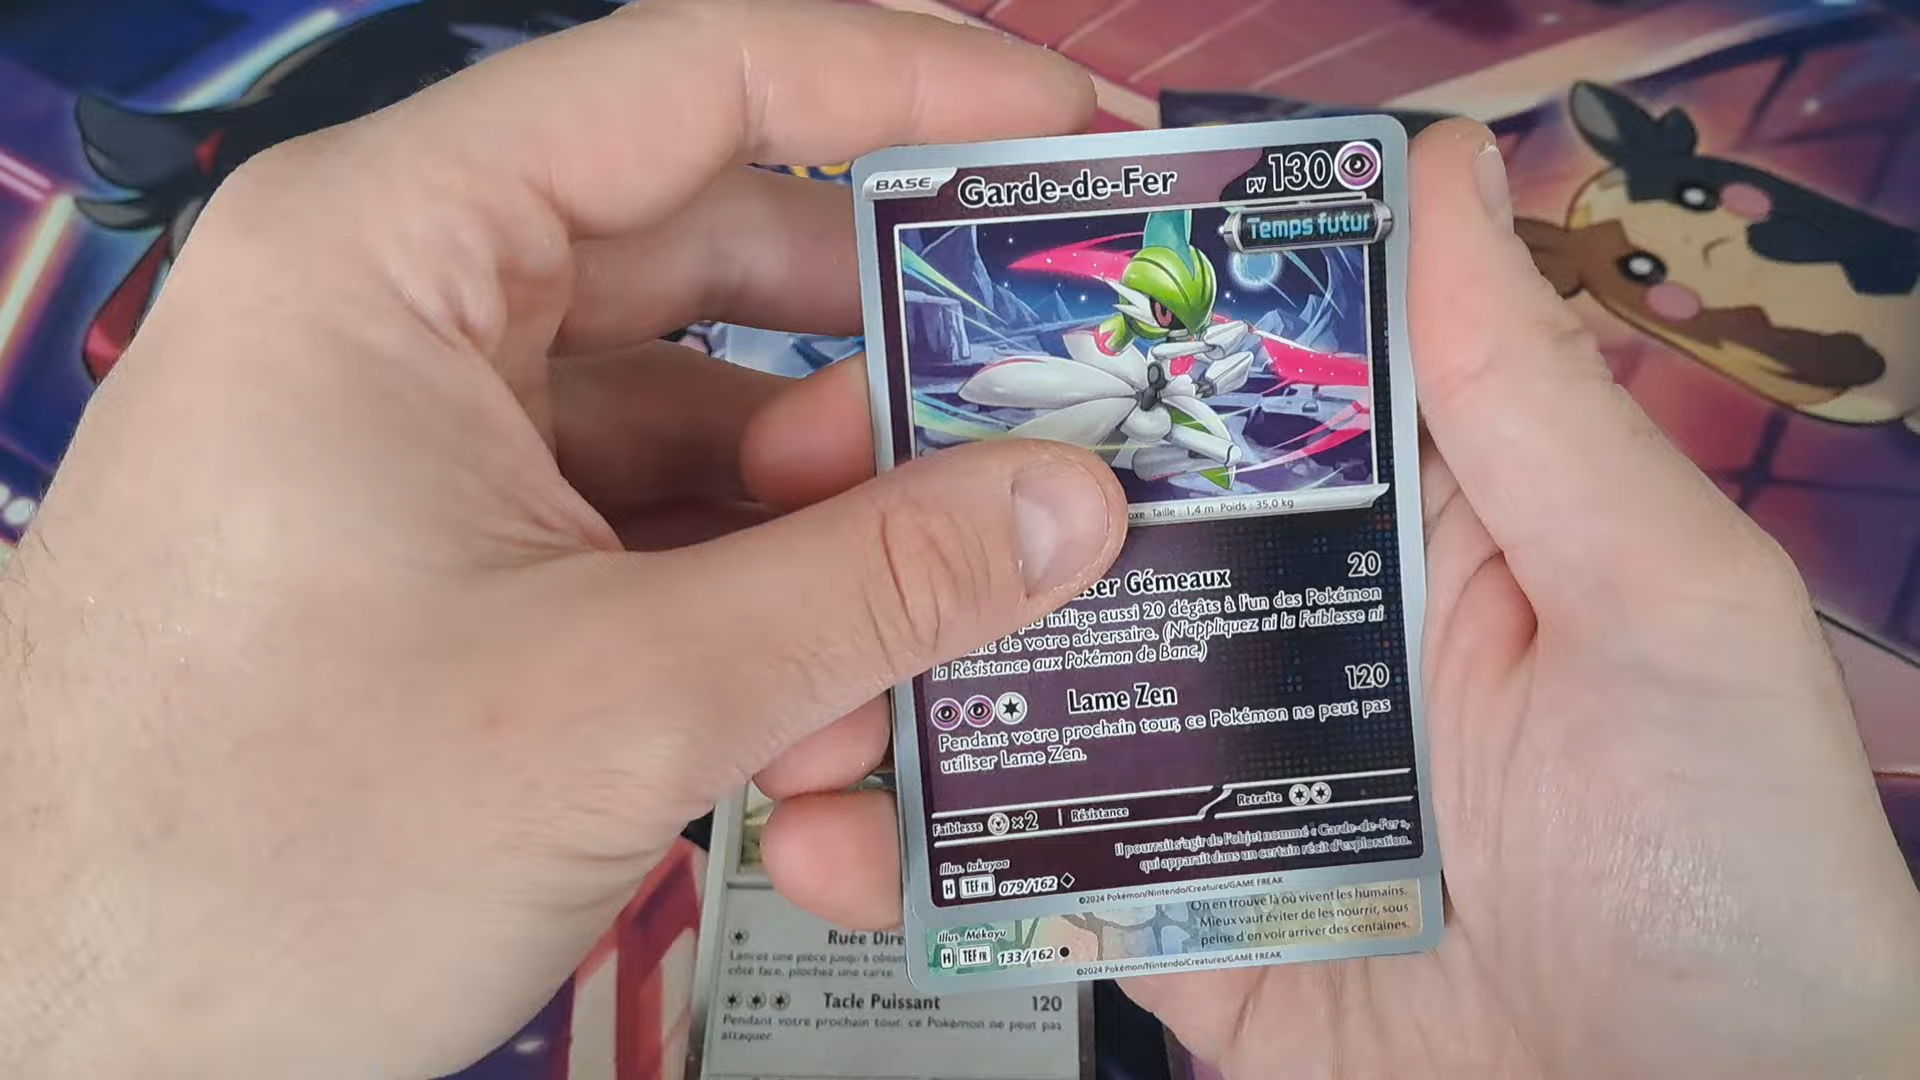 BASE Garde-de-Fer PV 130
Temps futur
Taille : 1,4 m Poids : 35,0 kg
Gémeaux 20
inflige aussi 20 dégâts à l'un des Pokémon
de votre adversaire. (N'appliquez ni la Faiblesse ni
la Résistance aux Pokémon de Banc.)
Lame Zen 120
Pendant votre prochain tour, ce Pokémon ne peut pas
utiliser Lame Zen.
Faiblesse ×2 Résistance Retraite
Il pourrait s'agir de l'objet nommé « Garde-de-Fer »,
qui apparaît dans un certain récit d'exploration.
Illus. takuyoa
H TEF FR 079/162
©2024 Pokémon/Nintendo/Creatures/GAME FREAK
On en trouve là où vivent les humains.
Mieux vaut éviter de les nourrir, sous
peine d'en voir arriver des centaines.
Illus. Mékayu
H TEF FR 133/162
©2024 Pokémon/Nintendo/Creatures/GAME FREAK
Ruée
Lancez une pièce jusqu'à
côté face, piochez une carte.
Tacle Puissant 120
Pendant votre prochain tour, ce Pokémon ne peut pas
attaquer.